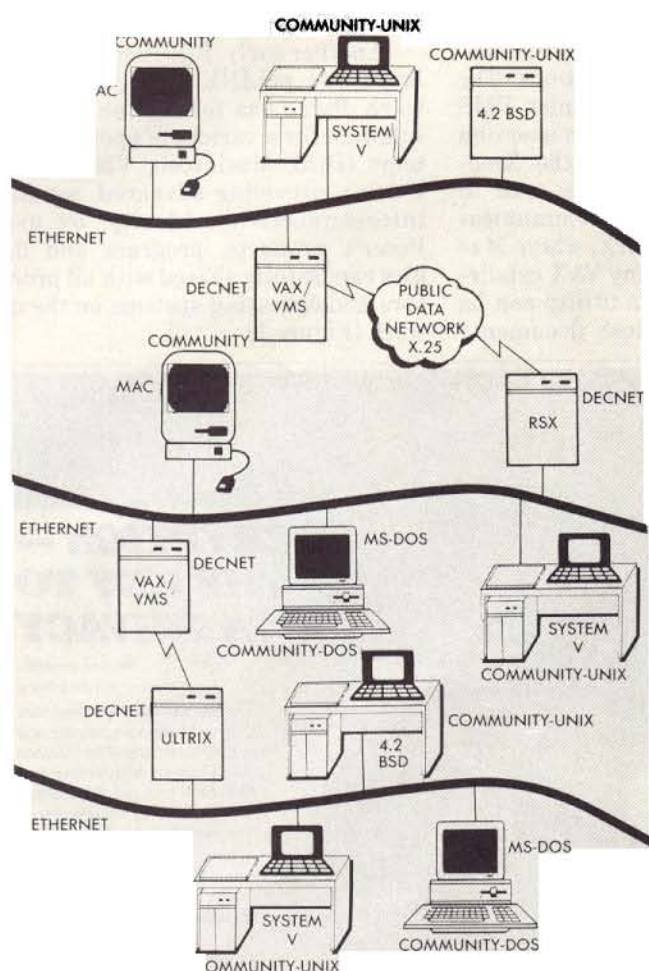 COMMUNITY-UNIX
COMMUNITY
COMMUNITY-UNIX
AC
SYSTEM
V
4.2 BSD
ETHERNET
DECNET
VAX/
VMS
PUBLIC
DATA
NETWORK
X.25
COMMUNITY
MAC
DECNET
RSX
ETHERNET
DECNET
VAX/
VMS
MS-DOS
COMMUNITY-DOS
SYSTEM
V
COMMUNITY-UNIX
DECNET
ULTRIX
COMMUNITY-UNIX
4.2
BSD
ETHERNET
MS-DOS
SYSTEM
V
COMMUNITY-DOS
OMMUNITY-UNIX